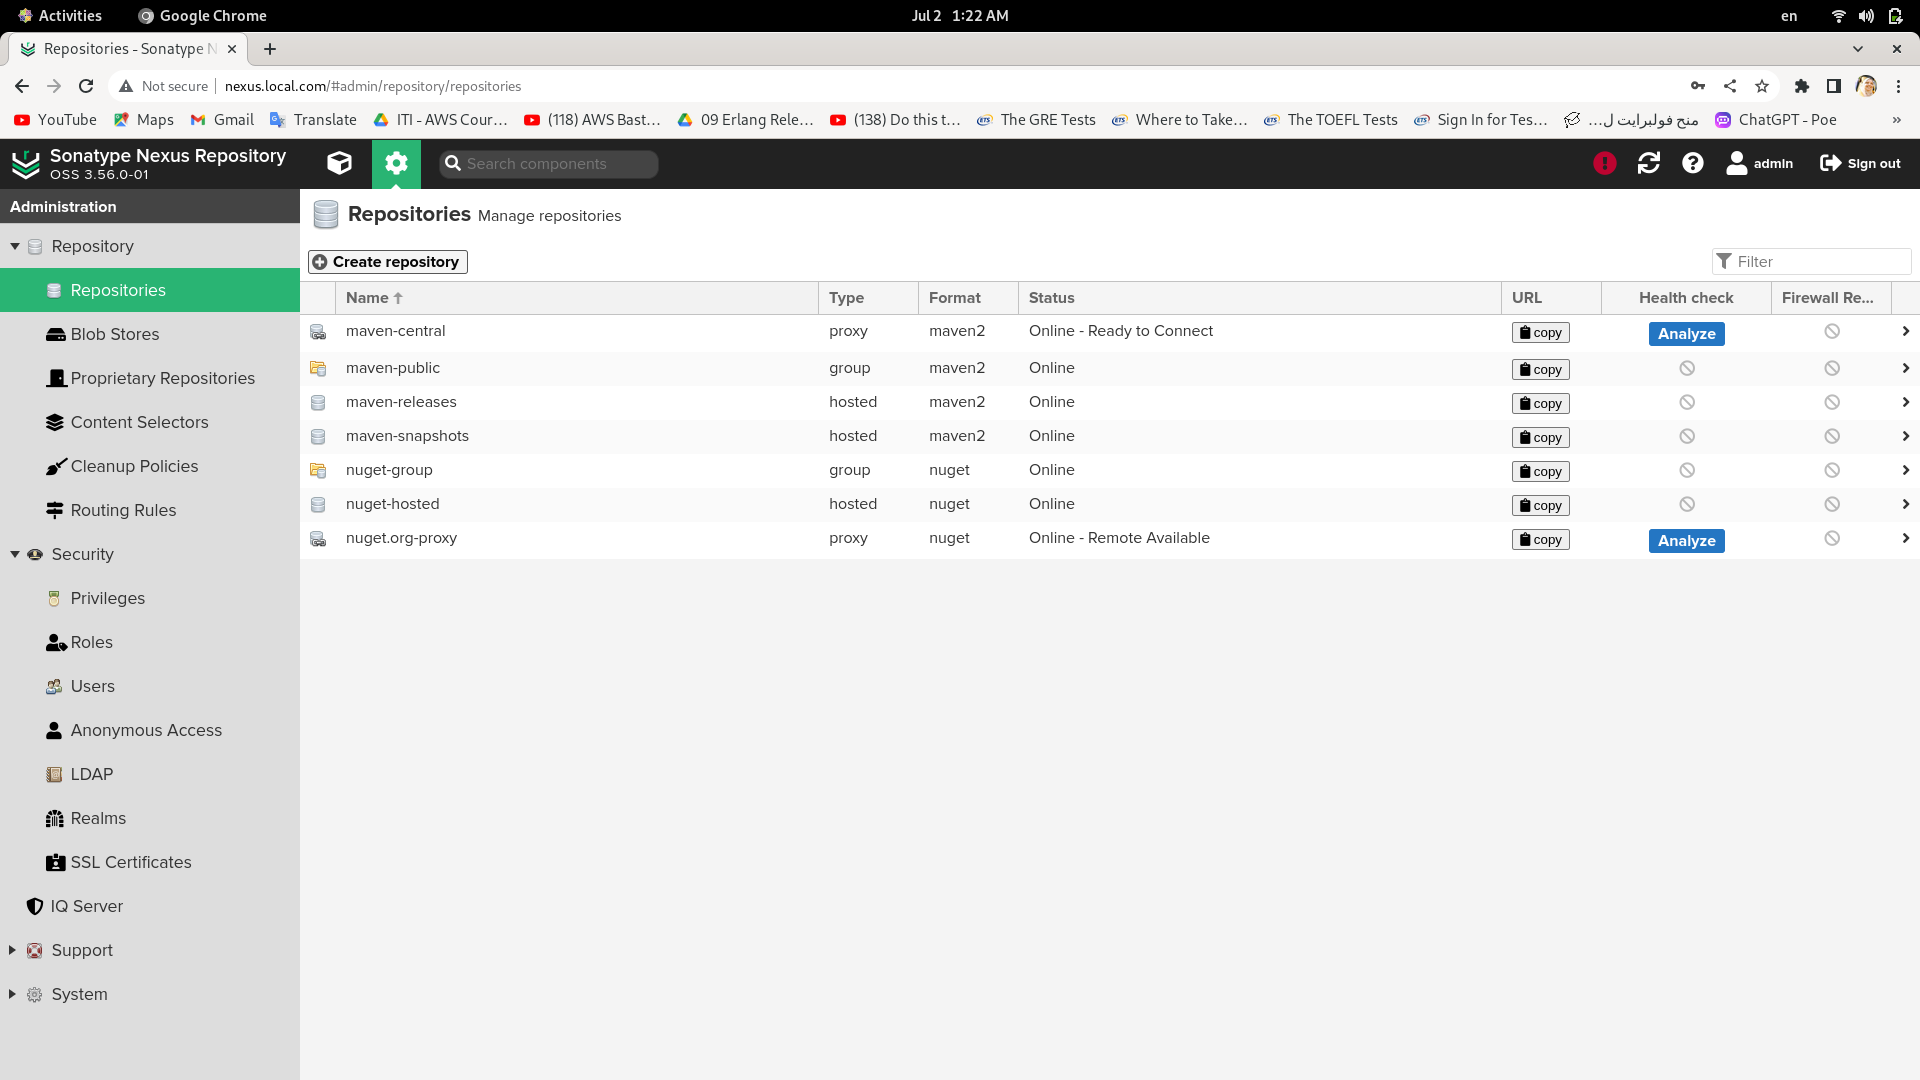 Activities Google Chrome Jul 2 1:22 AM en
Repositories - Sonatype N
Not secure nexus.local.com/#admin/repository/repositories
YouTube Maps Gmail Translate ITI - AWS Cour... (118) AWS Bast... 09 Erlang Rele... (138) Do this t... The GRE Tests Where to Take... The TOEFL Tests Sign In for Tes... منح فولبرايت ل... ChatGPT - Poe »
Sonatype Nexus Repository
OSS 3.56.0-01
Search components
admin Sign out
Administration
Repository
Repositories
Blob Stores
Proprietary Repositories
Content Selectors
Cleanup Policies
Routing Rules
Security
Privileges
Roles
Users
Anonymous Access
LDAP
Realms
SSL Certificates
IQ Server
Support
System
Repositories Manage repositories
Create repository Filter
Name Type Format Status URL Health check Firewall Re...
maven-central proxy maven2 Online - Ready to Connect copy Analyze
maven-public group maven2 Online copy
maven-releases hosted maven2 Online copy
maven-snapshots hosted maven2 Online copy
nuget-group group nuget Online copy
nuget-hosted hosted nuget Online copy
nuget.org-proxy proxy nuget Online - Remote Available copy Analyze